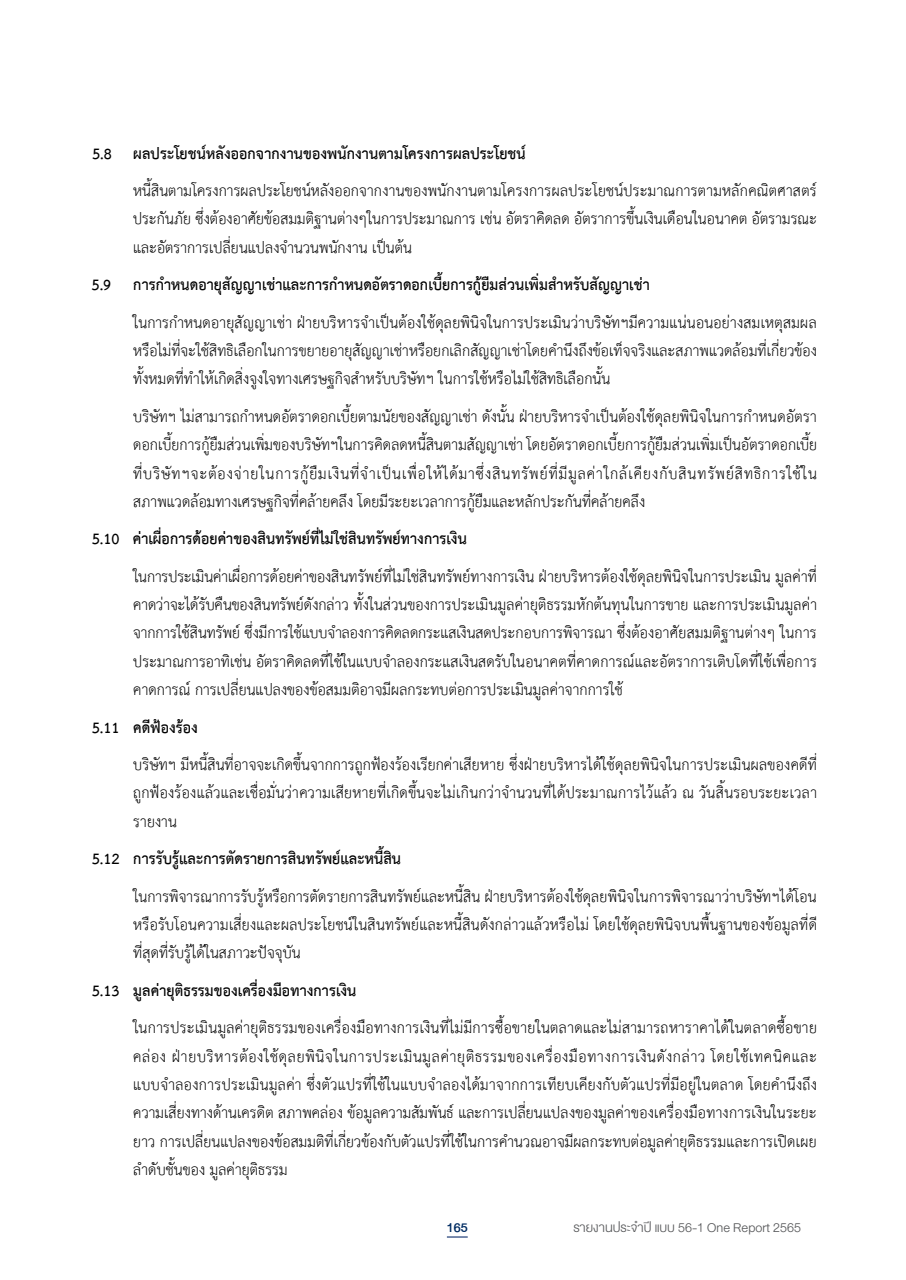 5.8 ผลประโยชน์หลังออกจากงานของพนักงานตามโครงการผลประโยชน์
หนี้สินตามโครงการผลประโยชน์หลังออกจากงานของพนักงานตามโครงการผลประโยชน์ประมาณการตามหลักคณิตศาสตร์
ประกันภัย ซึ่งต้องอาศัยข้อสมมติฐานต่างๆในการประมาณการ เช่น อัตราคิดลด อัตราการขึ้นเงินเดือนในอนาคต อัตรามรณะ
และอัตราการเปลี่ยนแปลงจำนวนพนักงาน เป็นต้น
5.9 การกำหนดอายุสัญญาเช่าและการกำหนดอัตราดอกเบี้ยการกู้ยืมส่วนเพิ่มสำหรับสัญญาเช่า
ในการกำหนดอายุสัญญาเช่า ฝ่ายบริหารจำเป็นต้องใช้ดุลยพินิจในการประเมินว่าบริษัทฯมีความแน่นอนอย่างสมเหตุสมผล
หรือไม่ที่จะใช้สิทธิเลือกในการขยายอายุสัญญาเช่าหรือยกเลิกสัญญาเช่าโดยคำนึงถึงข้อเท็จจริงและสภาพแวดล้อมที่เกี่ยวข้อง
ทั้งหมดที่ทำให้เกิดสิ่งจูงใจทางเศรษฐกิจสำหรับบริษัทฯ ในการใช้หรือไม่ใช้สิทธิเลือกนั้น
บริษัทฯ ไม่สามารถกำหนดอัตราดอกเบี้ยตามนัยของสัญญาเช่า ดังนั้น ฝ่ายบริหารจำเป็นต้องใช้ดุลยพินิจในการกำหนดอัตรา
ดอกเบี้ยการกู้ยืมส่วนเพิ่มของบริษัทฯในการคิดลดหนี้สินตามสัญญาเช่า โดยอัตราดอกเบี้ยการกู้ยืมส่วนเพิ่มเป็นอัตราดอกเบี้ย
ที่บริษัทฯจะต้องจ่ายในการกู้ยืมเงินที่จำเป็นเพื่อให้ได้มาซึ่งสินทรัพย์ที่มีมูลค่าใกล้เคียงกับสินทรัพย์สิทธิการใช้ใน
สภาพแวดล้อมทางเศรษฐกิจที่คล้ายคลึง โดยมีระยะเวลาการกู้ยืมและหลักประกันที่คล้ายคลึง
5.10 ค่าเผื่อการด้อยค่าของสินทรัพย์ที่ไม่ใช่สินทรัพย์ทางการเงิน
ในการประเมินค่าเผื่อการด้อยค่าของสินทรัพย์ที่ไม่ใช่สินทรัพย์ทางการเงิน ฝ่ายบริหารต้องใช้ดุลยพินิจในการประเมิน มูลค่าที่
คาดว่าจะได้รับคืนของสินทรัพย์ดังกล่าว ทั้งในส่วนของการประเมินมูลค่ายุติธรรมหักต้นทุนในการขาย และการประเมินมูลค่า
จากการใช้สินทรัพย์ ซึ่งมีการใช้แบบจำลองการคิดลดกระแสเงินสดประกอบการพิจารณา ซึ่งต้องอาศัยสมมติฐานต่างๆ ในการ
ประมาณการอาทิเช่น อัตราคิดลดที่ใช้ในแบบจำลองกระแสเงินสดรับในอนาคตที่คาดการณ์และอัตราการเติบโตที่ใช้เพื่อการ
คาดการณ์ การเปลี่ยนแปลงของข้อสมมติอาจมีผลกระทบต่อการประเมินมูลค่าจากการใช้
5.11 คดีฟ้องร้อง
บริษัทฯ มีหนี้สินที่อาจจะเกิดขึ้นจากการถูกฟ้องร้องเรียกค่าเสียหาย ซึ่งฝ่ายบริหารได้ใช้ดุลยพินิจในการประเมินผลของคดีที่
ถูกฟ้องร้องแล้วและเชื่อมั่นว่าความเสียหายที่เกิดขึ้นจะไม่เกินกว่าจำนวนที่ได้ประมาณการไว้แล้ว ณ วันสิ้นรอบระยะเวลา
รายงาน
5.12 การรับรู้และการตัดรายการสินทรัพย์และหนี้สิน
ในการพิจารณาการรับรู้หรือการตัดรายการสินทรัพย์และหนี้สิน ฝ่ายบริหารต้องใช้ดุลยพินิจในการพิจารณาว่าบริษัทฯได้โอน
หรือรับโอนความเสี่ยงและผลประโยชน์ในสินทรัพย์และหนี้สินดังกล่าวแล้วหรือไม่ โดยใช้ดุลยพินิจบนพื้นฐานของข้อมูลที่ดี
ที่สุดที่รับรู้ได้ในสภาวะปัจจุบัน
5.13 มูลค่ายุติธรรมของเครื่องมือทางการเงิน
ในการประเมินมูลค่ายุติธรรมของเครื่องมือทางการเงินที่ไม่มีการซื้อขายในตลาดและไม่สามารถหาราคาได้ในตลาดซื้อขาย
คล่อง ฝ่ายบริหารต้องใช้ดุลยพินิจในการประเมินมูลค่ายุติธรรมของเครื่องมือทางการเงินดังกล่าว โดยใช้เทคนิคและ
แบบจำลองการประเมินมูลค่า ซึ่งตัวแปรที่ใช้ในแบบจำลองได้มาจากการเทียบเคียงกับตัวแปรที่มีอยู่ในตลาด โดยคำนึงถึง
ความเสี่ยงทางด้านเครดิต สภาพคล่อง ข้อมูลความสัมพันธ์ และการเปลี่ยนแปลงของมูลค่าของเครื่องมือทางการเงินในระยะ
ยาว การเปลี่ยนแปลงของข้อสมมติที่เกี่ยวข้องกับตัวแปรที่ใช้ในการคำนวณอาจมีผลกระทบต่อมูลค่ายุติธรรมและการเปิดเผย
ลำดับชั้นของ มูลค่ายุติธรรม
165 รายงานประจำปี แบบ 56-1 One Report 2565